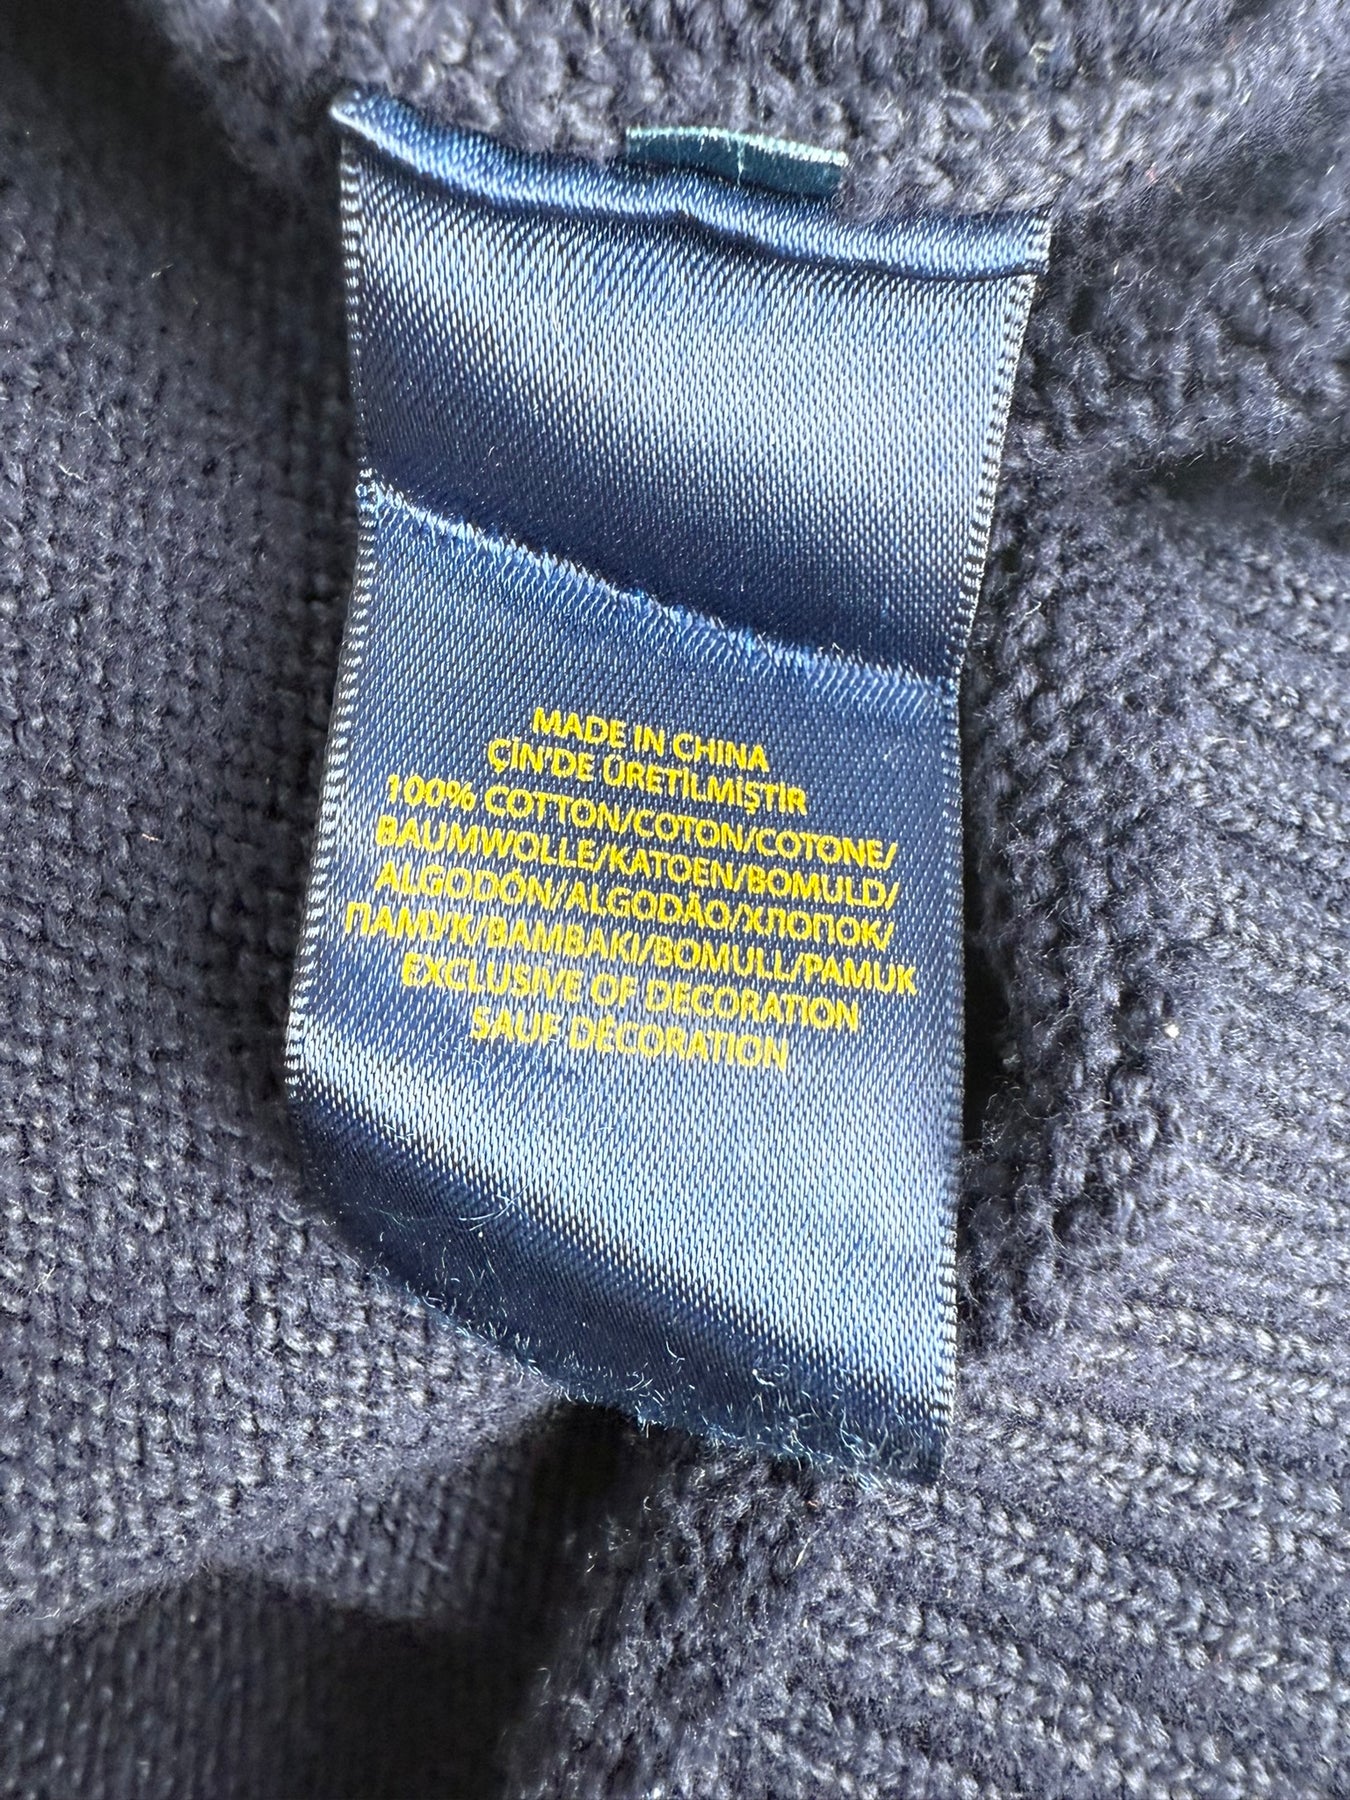 MADE IN CHINA
ÇİN'DE ÜRETİLMİŞTİR
100% COTTON/COTON/COTONE/
BAUMWOLLE/KATOEN/BOMULD/
ALGODÓN/ALGODÃO/ХЛОПОК/
ПАМУК/BAMBAKI/BOMULL/PAMUK
EXCLUSIVE OF DECORATION
SAUF DÉCORATION